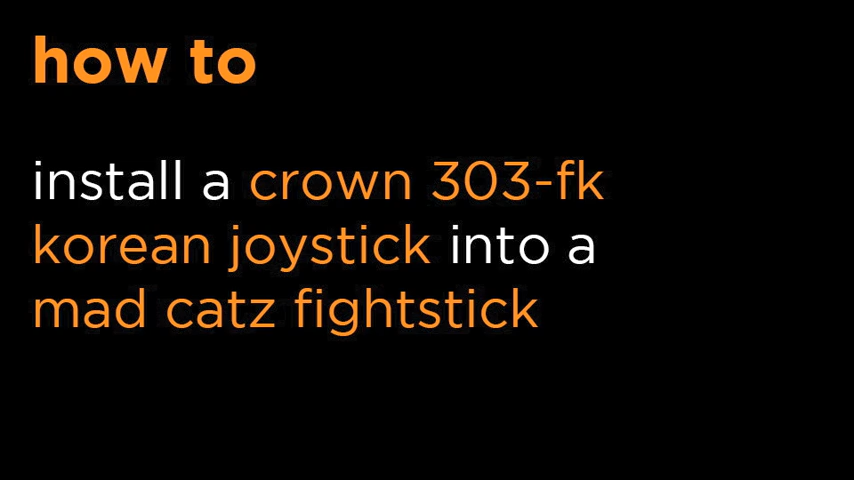 how to
install a crown 303-fk
korean joystick into a
mad catz fightstick